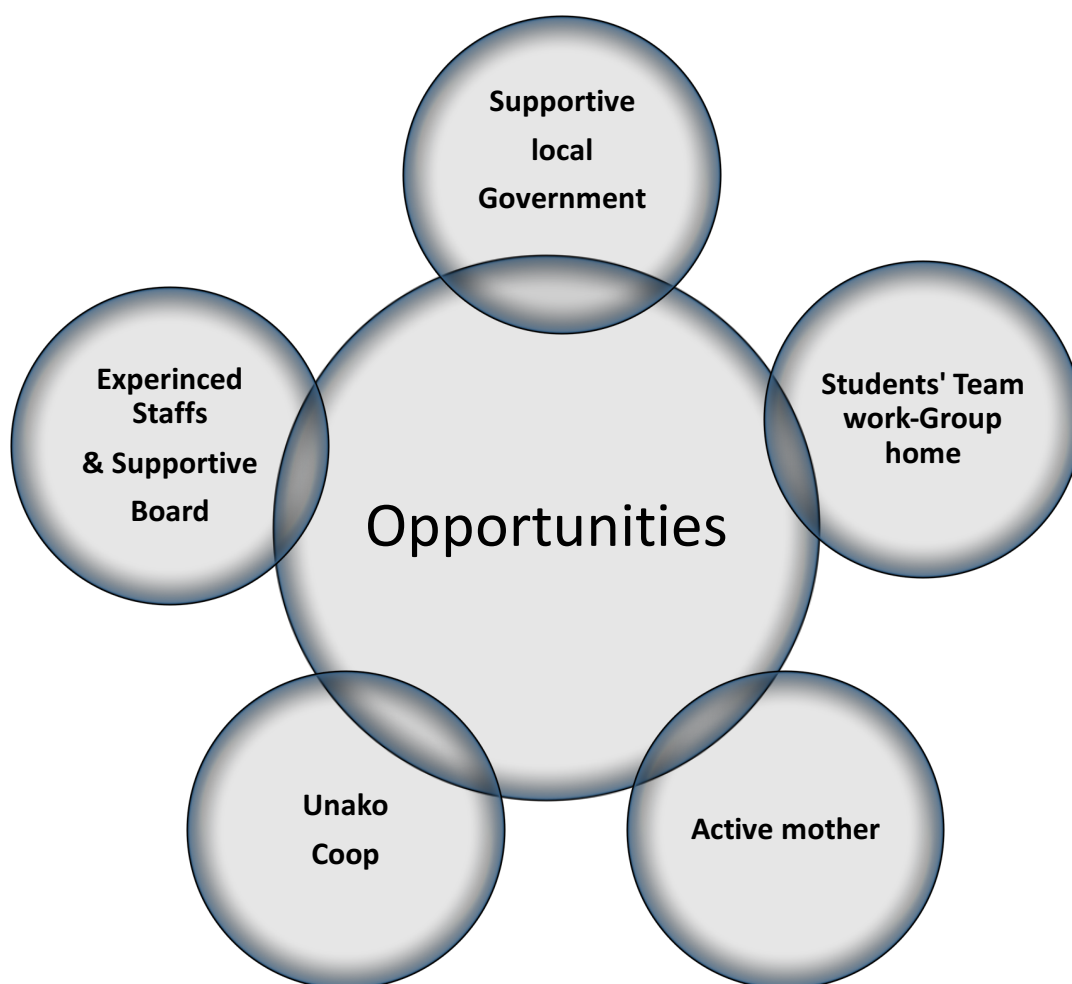 Supportive
local
Government
Experinced
Staffs
& Supportive
Board
Students' Team
work-Group
home
Opportunities
Unako
Coop
Active mother